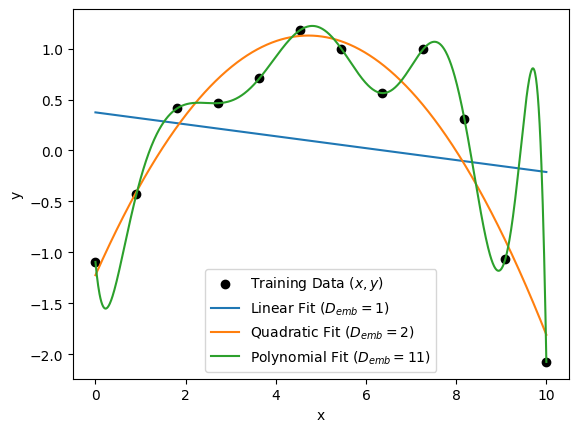 1.0
0.5
0.0
−0.5
−1.0
−1.5
−2.0
y
Training Data (x, y)
Linear Fit (D_emb = 1)
Quadratic Fit (D_emb = 2)
Polynomial Fit (D_emb = 11)
0 2 4 6 8 10
x